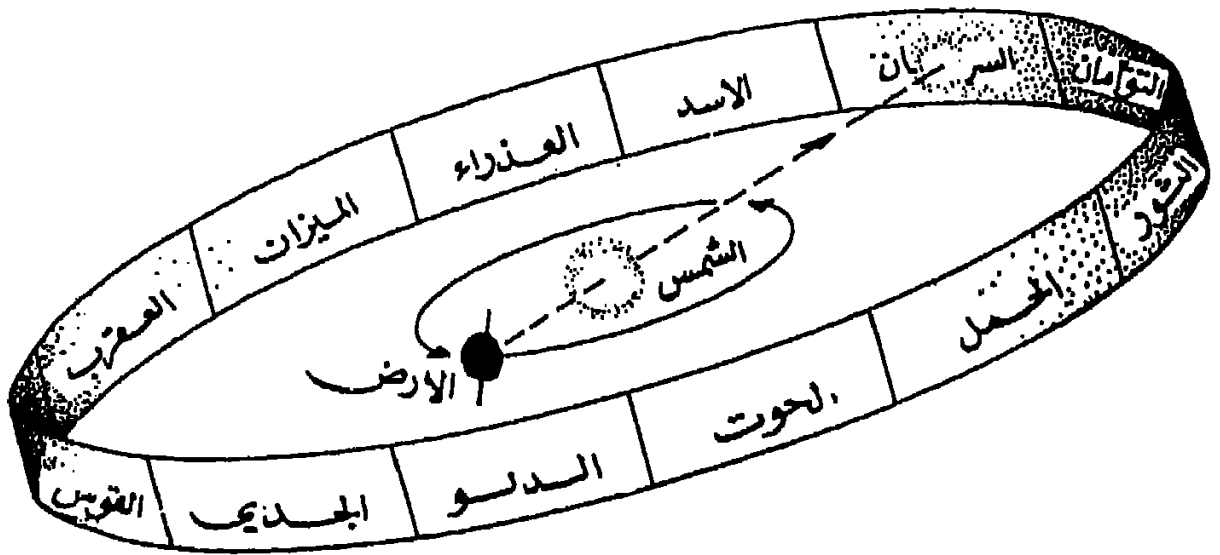 التوأمان
السرطان
الاسد
العذراء
الميزان
العقرب
الثور
الحمل
الحوت
الدلو
الجدي
القوس
الشمس
الأرض